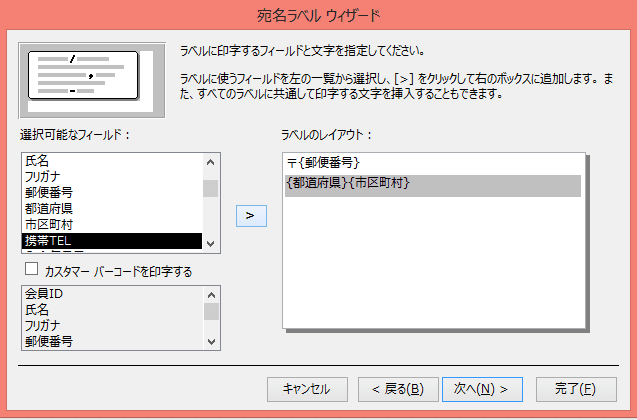 宛名ラベル ウィザード
ラベルに印字するフィールドと文字を指定してください。
ラベルに使うフィールドを左の一覧から選択し、[>] をクリックして右のボックスに追加します。また、すべてのラベルに共通して印字する文字を挿入することもできます。
選択可能なフィールド：
ラベルのレイアウト：
氏名
フリガナ
郵便番号
都道府県
市区町村
携帯TEL
>
〒{郵便番号}
{都道府県}{市区町村}
カスタマー バーコードを印字する
会員ID
氏名
フリガナ
郵便番号
キャンセル
< 戻る(B)
次へ(N) >
完了(F)